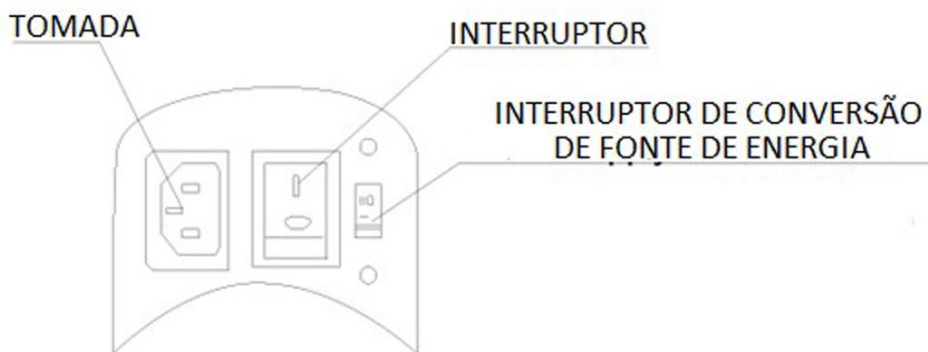 TOMADA
INTERRUPTOR
INTERRUPTOR DE CONVERSÃO
DE FONTE DE ENERGIA